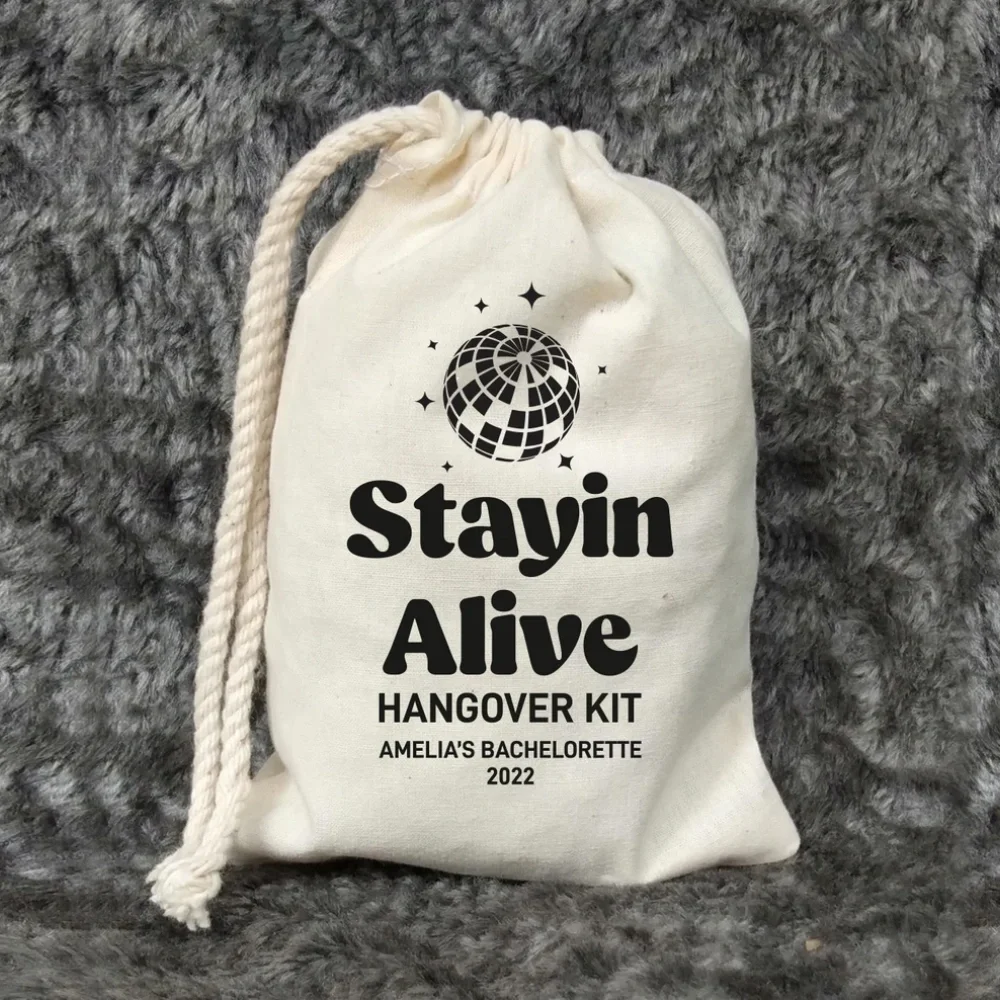 Stayin
Alive
HANGOVER KIT
AMELIA'S BACHELORETTE
2022